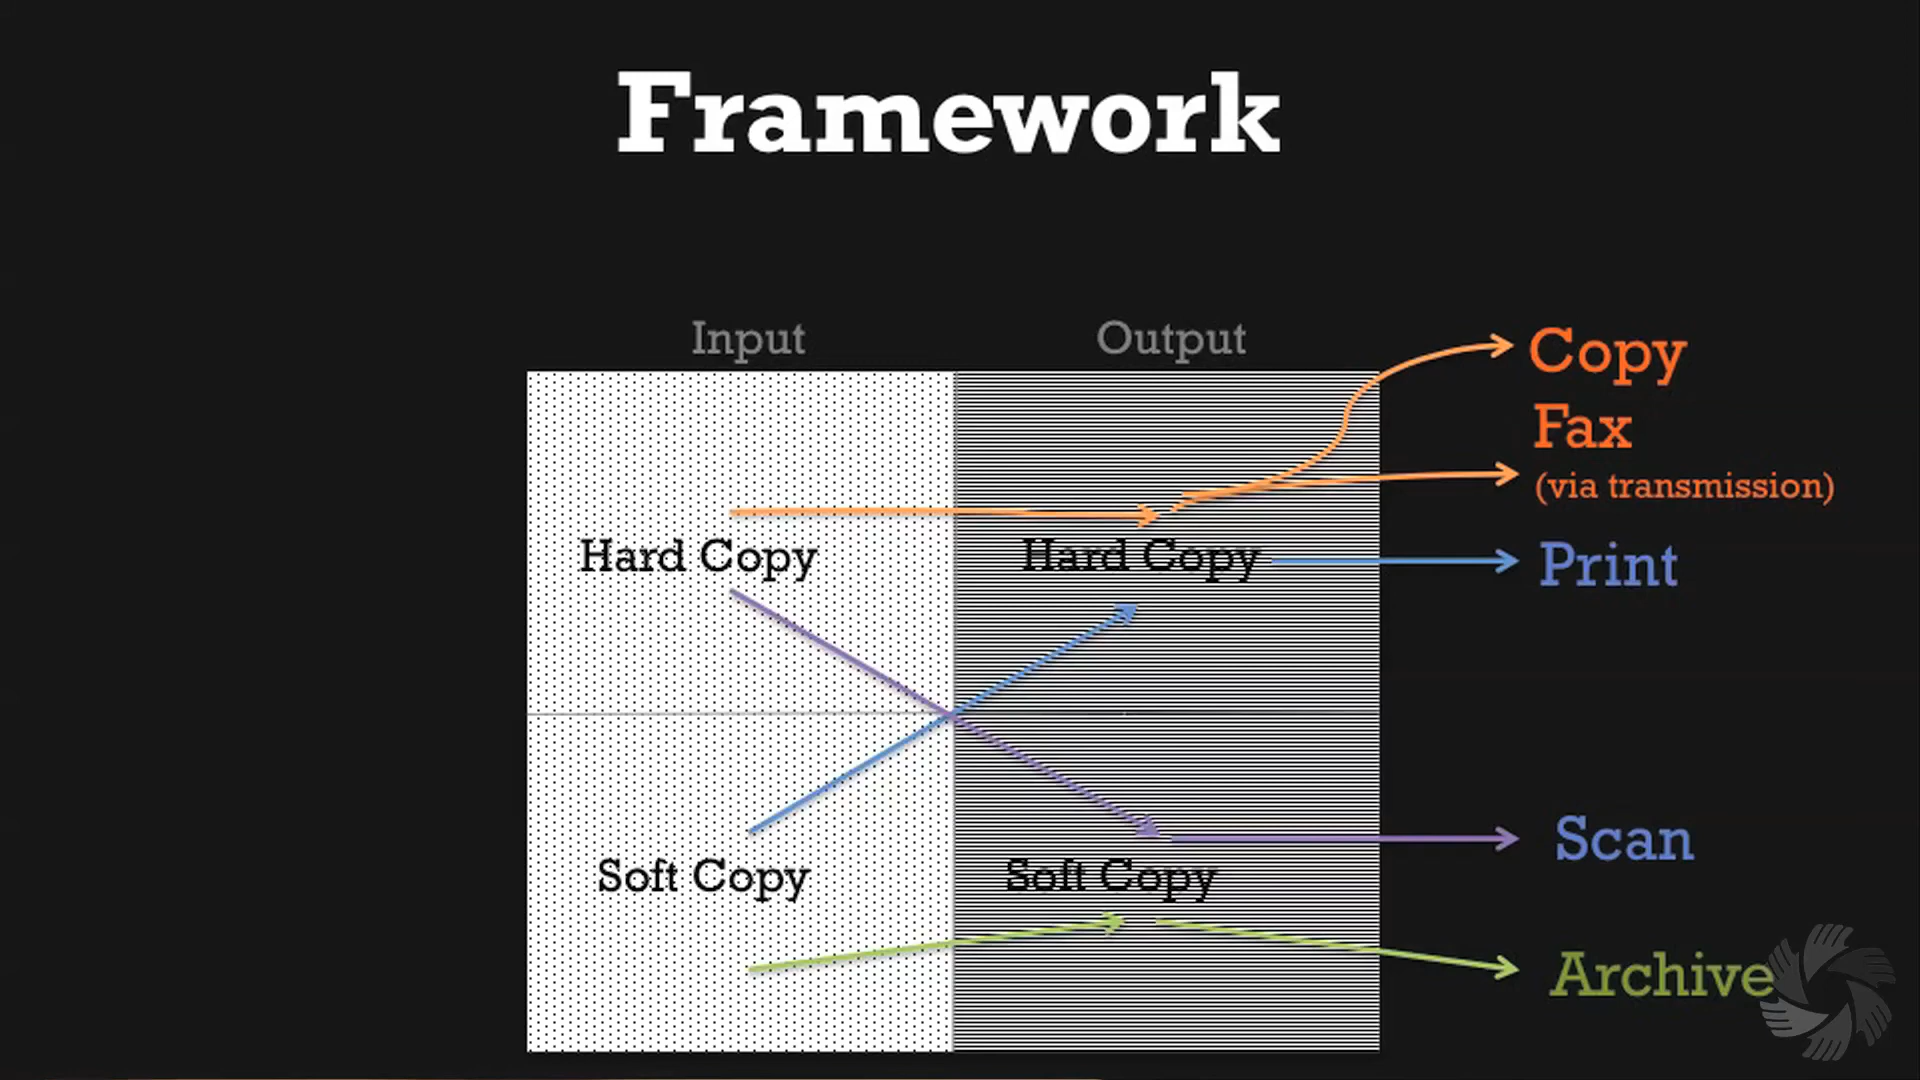 Framework
Input
Output
Copy
Fax
(via transmission)
Hard Copy
Hard Copy
Print
Scan
Soft Copy
Soft Copy
Archive